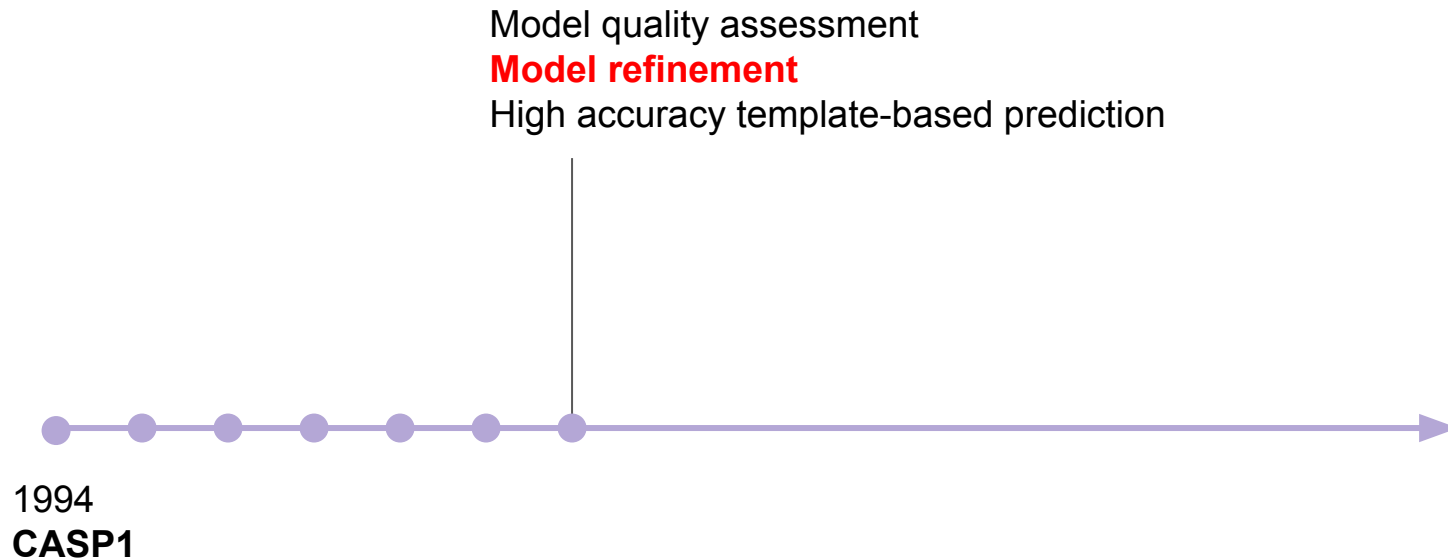 Model quality assessment
Model refinement
High accuracy template-based prediction
1994
CASP1